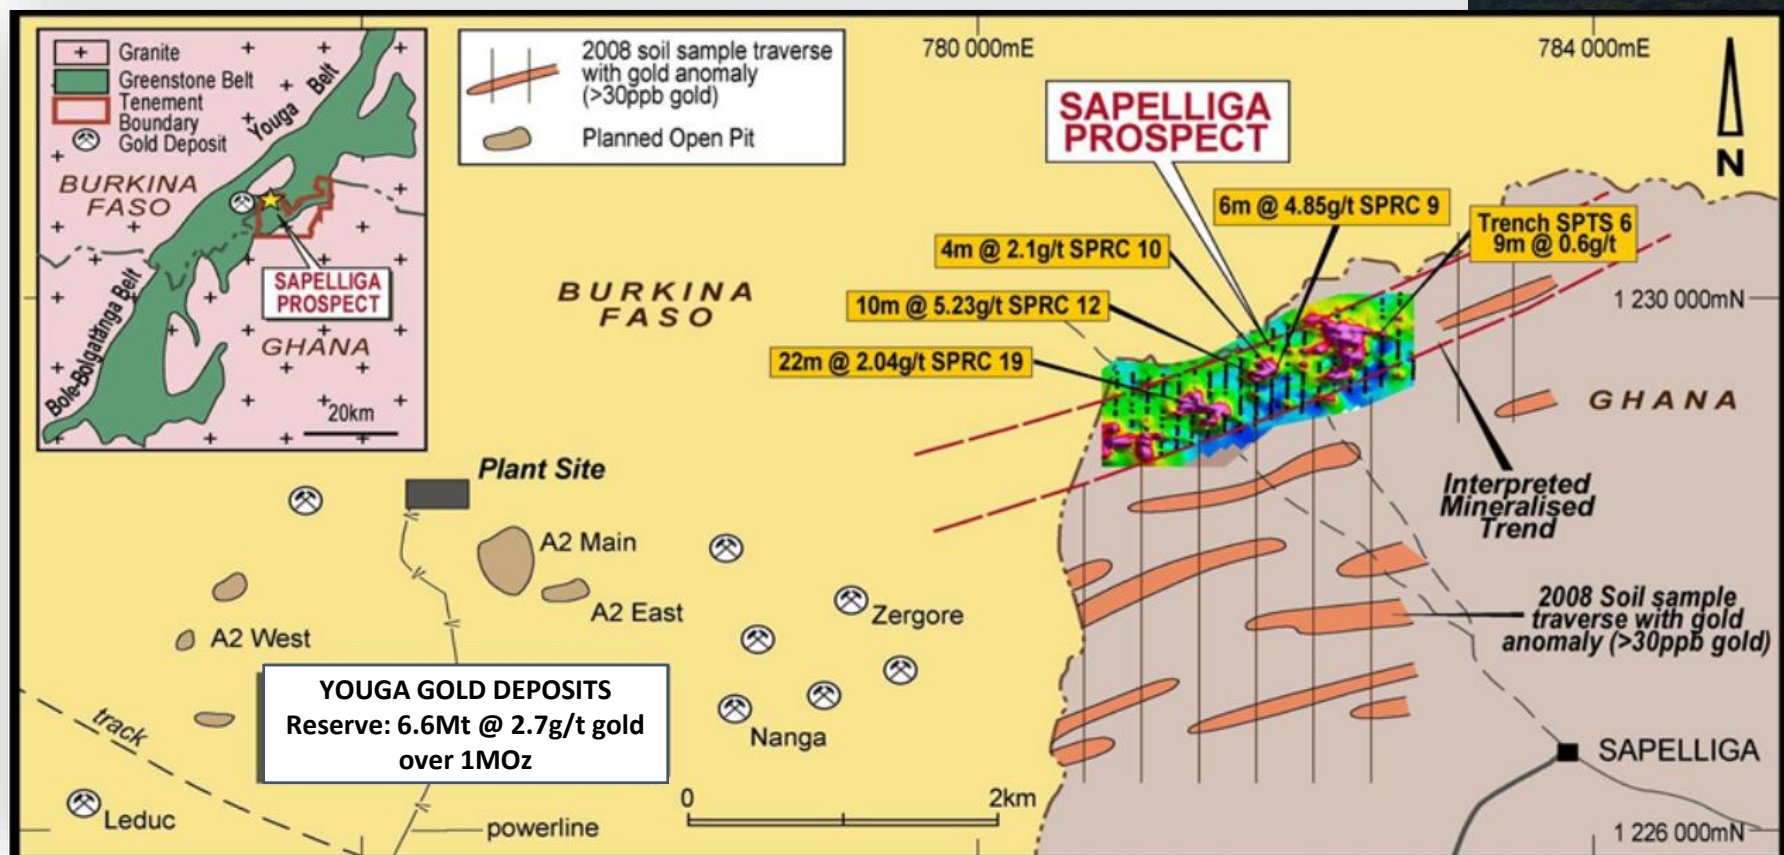 Granite
Greenstone Belt
Tenement
Boundary
Gold Deposit
Youga Belt
BURKINA
FASO
SAPELLIGA
PROSPECT
GHANA
Bole-Bolgatanga Belt
20km
2008 soil sample traverse
with gold anomaly
(>30ppb gold)
Planned Open Pit
780 000mE
784 000mE
N
SAPELLIGA
PROSPECT
6m @ 4.85g/t SPRC 9
Trench SPTS 6
9m @ 0.6g/t
4m @ 2.1g/t SPRC 10
10m @ 5.23g/t SPRC 12
22m @ 2.04g/t SPRC 19
BURKINA
FASO
1 230 000mN
GHANA
Interpreted
Mineralised
Trend
Plant Site
A2 Main
A2 East
A2 West
Zergore
Nanga
2008 Soil sample
traverse with gold
anomaly (>30ppb gold)
YOUGA GOLD DEPOSITS
Reserve: 6.6Mt @ 2.7g/t gold
over 1MOz
track
Leduc
powerline
0
2km
SAPELLIGA
1 226 000mN